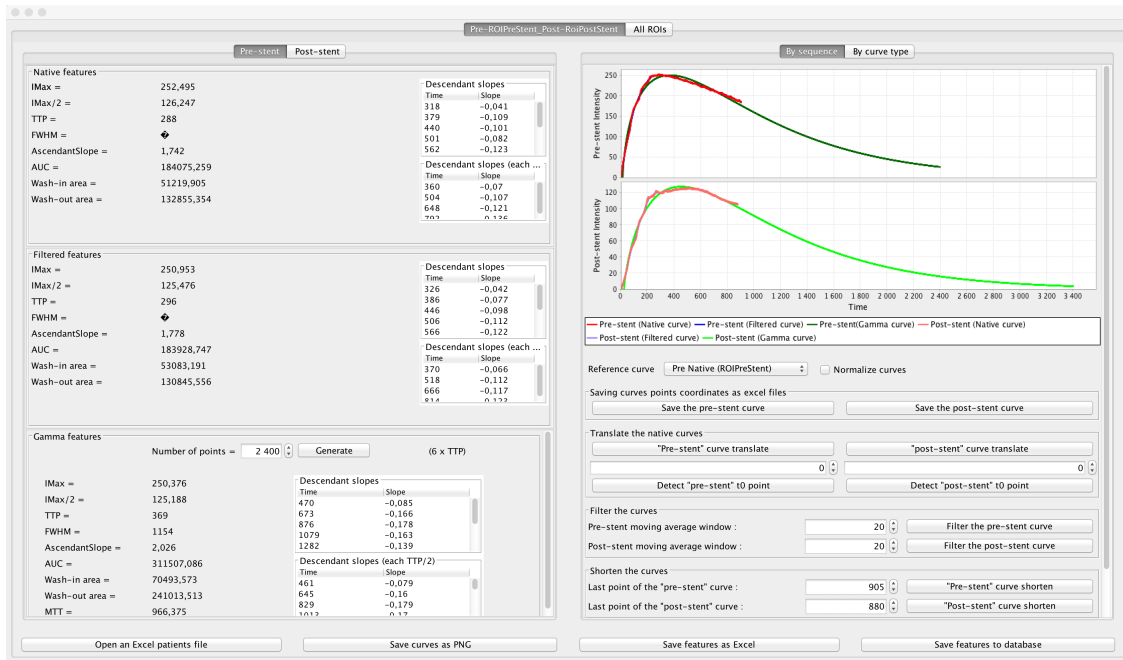 Pre-ROIPreStent_Post-RoiPostStent All ROIs
Pre-stent Post-stent
Native features
IMax = 252,495
IMax/2 = 126,247
TTP = 288
FWHM = �
AscendantSlope = 1,742
AUC = 184075,259
Wash-in area = 51219,905
Wash-out area = 132855,354
Descendant slopes
Time Slope
318 -0,041
379 -0,109
440 -0,101
501 -0,082
562 -0,123
Descendant slopes (each ...
Time Slope
360 -0,07
504 -0,107
648 -0,121
792 -0,136
Filtered features
IMax = 250,953
IMax/2 = 125,476
TTP = 296
FWHM = �
AscendantSlope = 1,778
AUC = 183928,747
Wash-in area = 53083,191
Wash-out area = 130845,556
Descendant slopes
Time Slope
326 -0,042
386 -0,077
446 -0,098
506 -0,112
566 -0,122
Descendant slopes (each ...
Time Slope
370 -0,066
518 -0,112
666 -0,117
814 -0,123
Gamma features
Number of points = 2 400 Generate (6 x TTP)
IMax = 250,376
IMax/2 = 125,188
TTP = 369
FWHM = 1154
AscendantSlope = 2,026
AUC = 311507,086
Wash-in area = 70493,573
Wash-out area = 241013,513
MTT = 966,375
Descendant slopes
Time Slope
470 -0,085
673 -0,166
876 -0,178
1079 -0,163
1282 -0,139
Descendant slopes (each TTP/2)
Time Slope
461 -0,079
645 -0,16
829 -0,179
1013 -0,17
By sequence By curve type
Pre-stent Intensity
250
200
150
100
50
0
Post-stent Intensity
120
100
80
60
40
20
0
0 200 400 600 800 1 000 1 200 1 400 1 600 1 800 2 000 2 200 2 400 2 600 2 800 3 000 3 200 3 400
Time
Pre-stent (Native curve) Pre-stent (Filtered curve) Pre-stent(Gamma curve) Post-stent (Native curve)
Post-stent (Filtered curve) Post-stent (Gamma curve)
Reference curve Pre Native (ROIPreStent) Normalize curves
Saving curves points coordinates as excel files
Save the pre-stent curve Save the post-stent curve
Translate the native curves
"Pre-stent" curve translate "post-stent" curve translate
0 0
Detect "pre-stent" t0 point Detect "post-stent" t0 point
Filter the curves
Pre-stent moving average window : 20 Filter the pre-stent curve
Post-stent moving average window : 20 Filter the post-stent curve
Shorten the curves
Last point of the "pre-stent" curve : 905 "Pre-stent" curve shorten
Last point of the "post-stent" curve : 880 "Post-stent" curve shorten
Open an Excel patients file Save curves as PNG Save features as Excel Save features to database